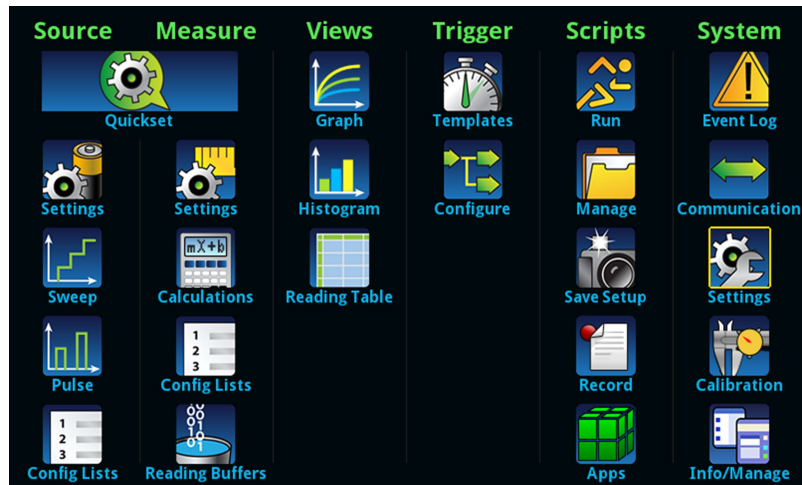 Source Measure Views Trigger Scripts System
Quickset Graph Templates Run Event Log
Settings Settings Histogram Configure Manage Communication
mX+b
Sweep Calculations Reading Table Save Setup Settings
1
2
3
Pulse Config Lists Record Calibration
1
2
3
Config Lists Reading Buffers Apps Info/Manage